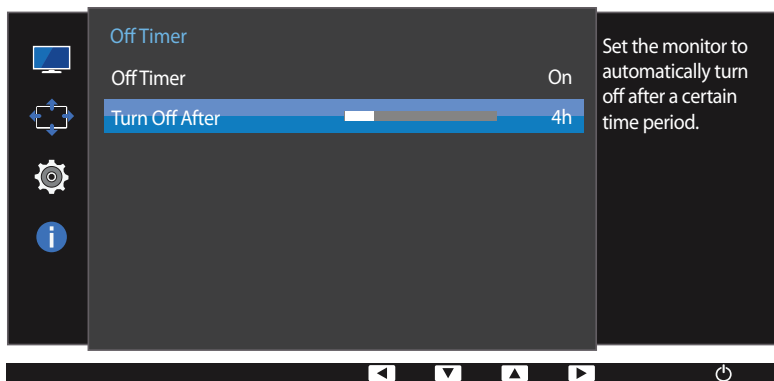 Off Timer
Off Timer On
Turn Off After 4h
Set the monitor to
automatically turn
off after a certain
time period.